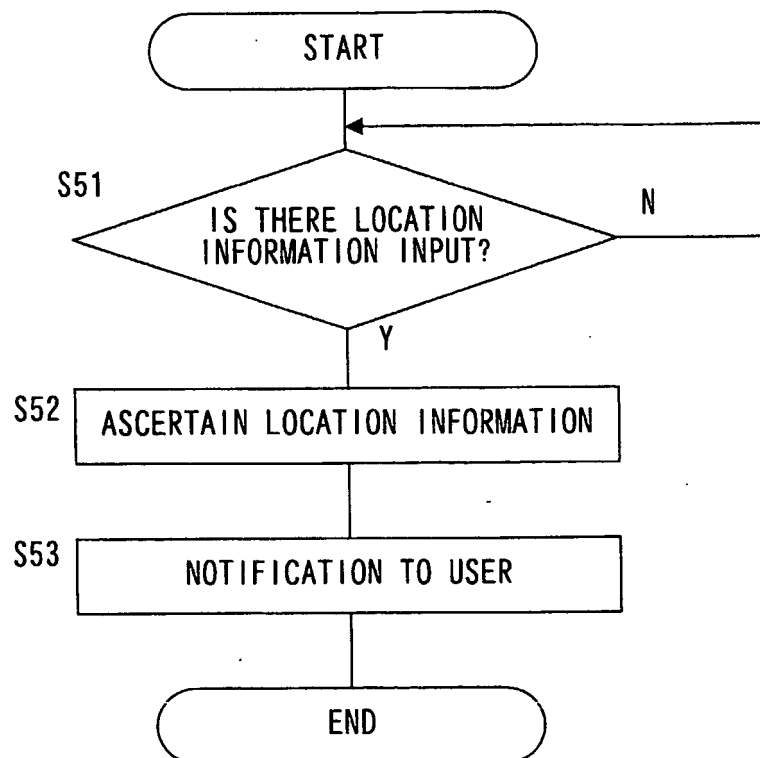 START
S51
IS THERE LOCATION
INFORMATION INPUT?
N
Y
S52
ASCERTAIN LOCATION INFORMATION
S53
NOTIFICATION TO USER
END